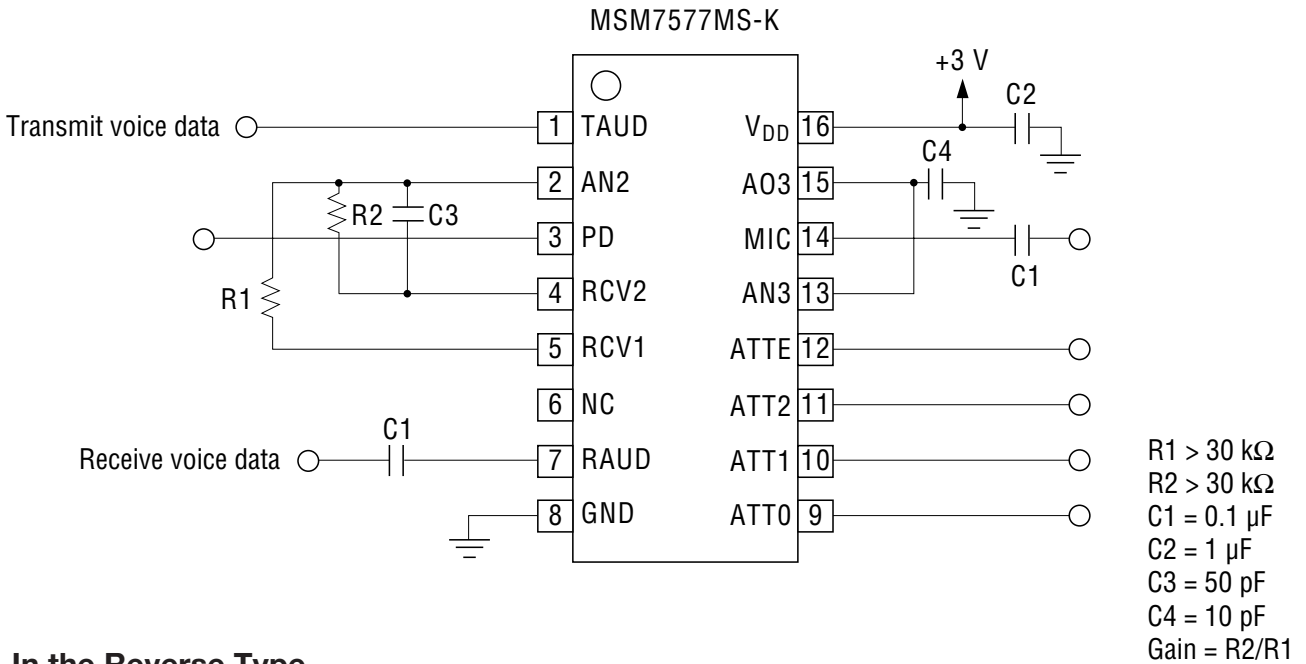 MSM7577MS-K
+3 V
C2
Transmit voice data
1 TAUD
VDD 16
C4
2 AN2
AO3 15
R2
C3
3 PD
MIC 14
C1
R1
4 RCV2
AN3 13
5 RCV1
ATTE 12
6 NC
ATT2 11
C1
Receive voice data
7 RAUD
ATT1 10
8 GND
ATT0 9
R1 > 30 kΩ
R2 > 30 kΩ
C1 = 0.1 µF
C2 = 1 µF
C3 = 50 pF
C4 = 10 pF
Gain = R2/R1
In the Reverse Type